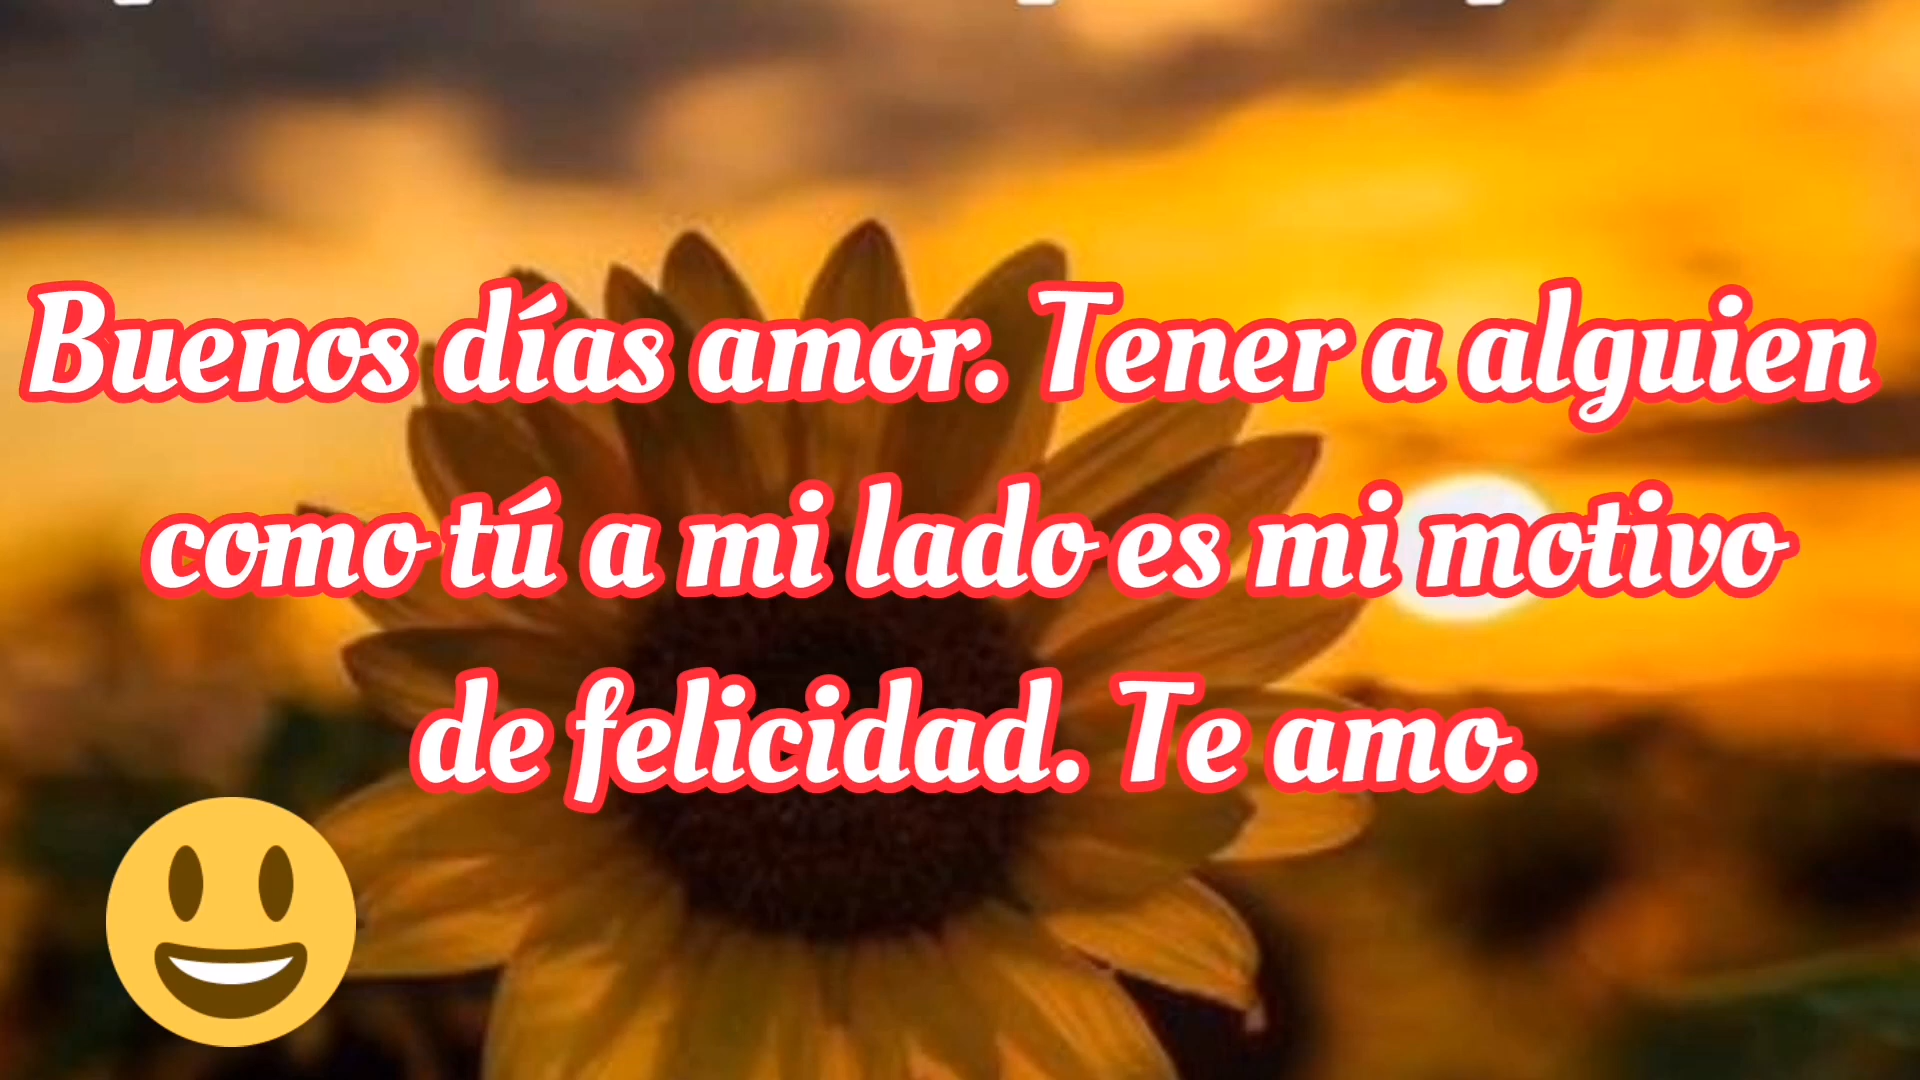 Buenos días amor. Tener a alguien
como tú a mi lado es mi motivo
de felicidad. Te amo.